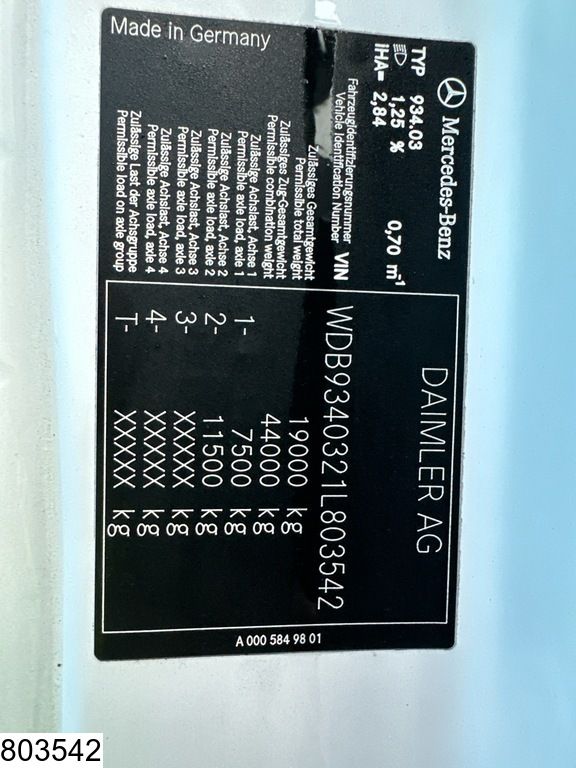 Mercedes-Benz
DAIMLER AG
TYP 934.03
1,25 % 0,70 m-1
IHA= 2,84
Fahrzeugidentifizierungsnummer
Vehicle Identification Number VIN WDB9340321L803542
Zulässiges Gesamtgewicht
Permissible total weight 19000 kg
Zulässiges Zug-Gesamtgewicht
Permissible combination weight 44000 kg
Zulässige Achslast, Achse 1
Permissible axle load, axle 1 1- 7500 kg
Zulässige Achslast, Achse 2
Permissible axle load, axle 2 2- 11500 kg
Zulässige Achslast, Achse 3
Permissible axle load, axle 3 3- XXXXX kg
Zulässige Achslast, Achse 4
Permissible axle load, axle 4 4- XXXXX kg
Zulässige Last der Achsgruppe
Permissible load on axle group T- XXXXX kg
Made in Germany
A 000 584 98 01
803542